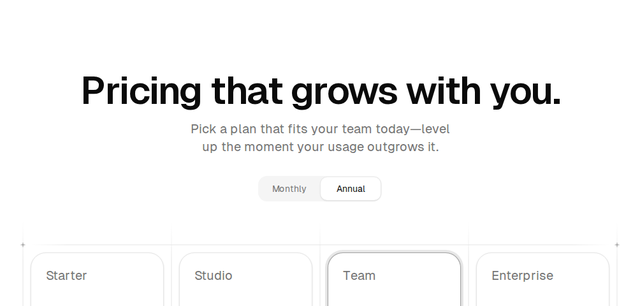 Pricing that grows with you.
Pick a plan that fits your team today—level
up the moment your usage outgrows it.
Monthly Annual
Starter Studio Team Enterprise